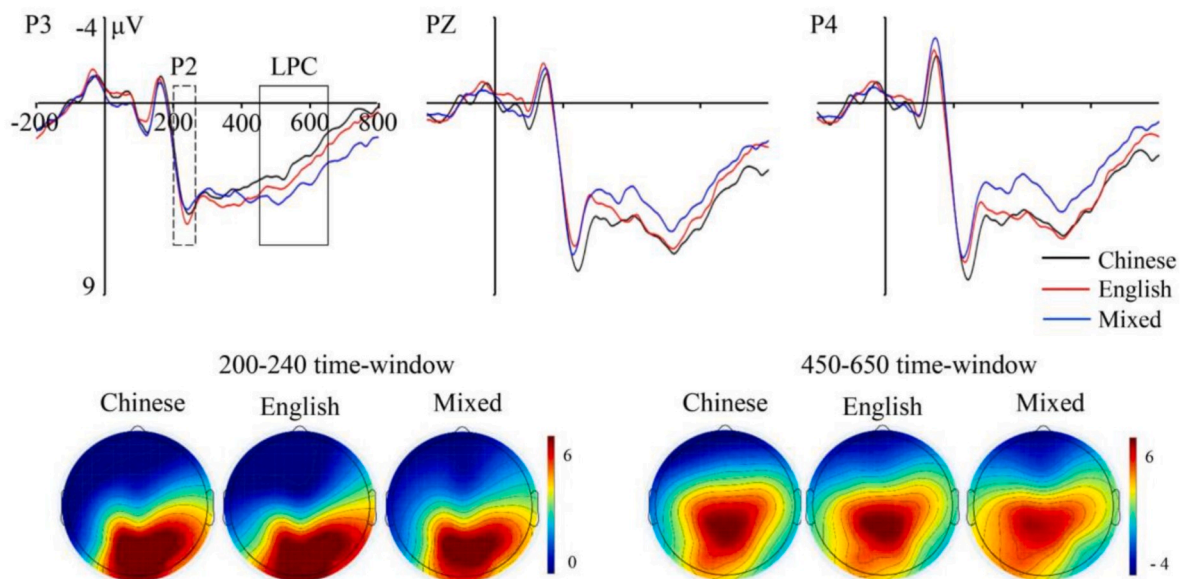 P3
-4
μV
P2
LPC
-200
200
400
600
800
9
PZ
P4
Chinese
English
Mixed
200-240 time-window
Chinese
English
Mixed
6
0
450-650 time-window
Chinese
English
Mixed
6
-4